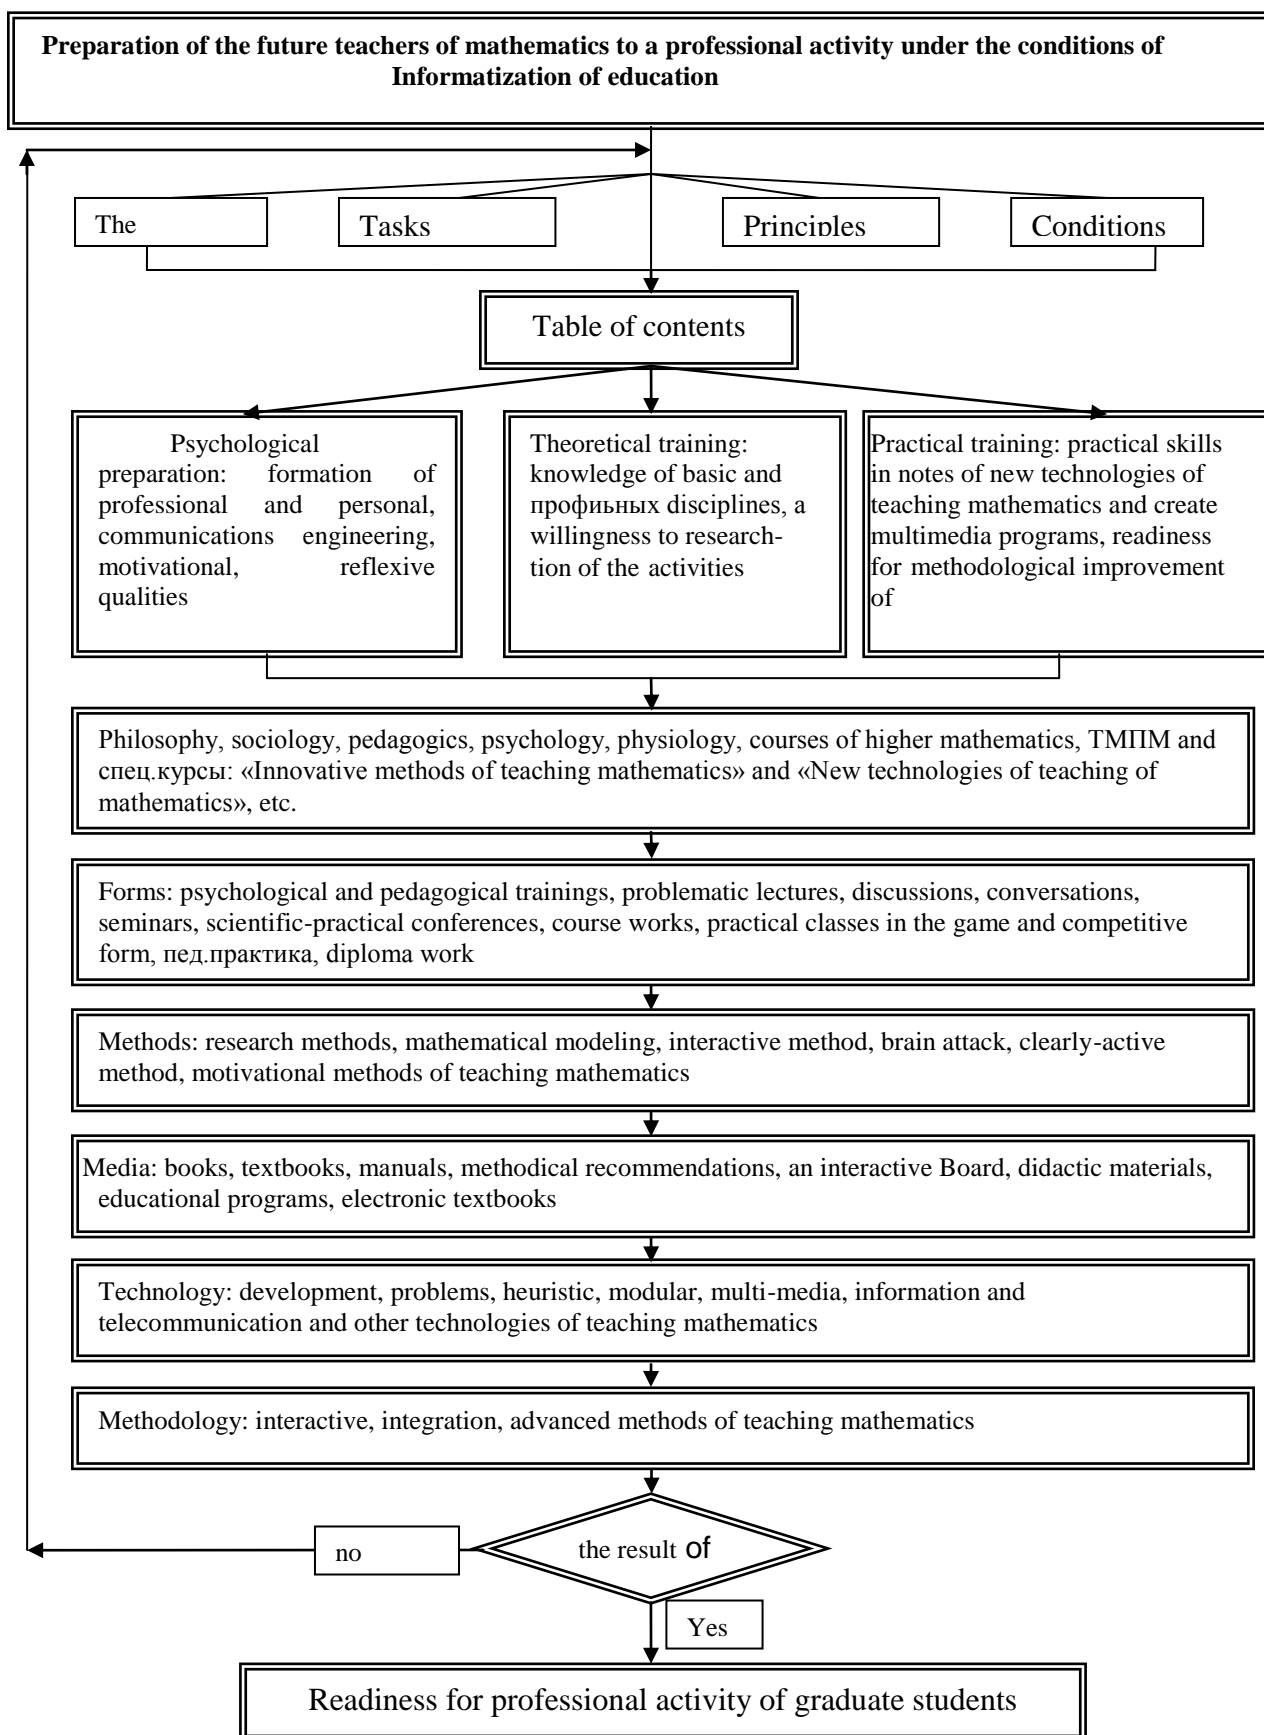 Preparation of the future teachers of mathematics to a professional activity under the conditions of
Informatization of education
The
Tasks
Principles
Conditions
Table of contents
Psychological
preparation: formation of
professional and personal,
communications engineering,
motivational, reflexive
qualities
Theoretical training:
knowledge of basic and
профиьных disciplines, a
willingness to research-
tion of the activities
Practical training: practical skills
in notes of new technologies of
teaching mathematics and create
multimedia programs, readiness
for methodological improvement
of
Philosophy, sociology, pedagogics, psychology, physiology, courses of higher mathematics, ТМПМ and
спец.курсы: «Innovative methods of teaching mathematics» and «New technologies of teaching of
mathematics», etc.
Forms: psychological and pedagogical trainings, problematic lectures, discussions, conversations,
seminars, scientific-practical conferences, course works, practical classes in the game and competitive
form, пед.практика, diploma work
Methods: research methods, mathematical modeling, interactive method, brain attack, clearly-active
method, motivational methods of teaching mathematics
Media: books, textbooks, manuals, methodical recommendations, an interactive Board, didactic materials,
educational programs, electronic textbooks
Technology: development, problems, heuristic, modular, multi-media, information and
telecommunication and other technologies of teaching mathematics
Methodology: interactive, integration, advanced methods of teaching mathematics
the result of
no
Yes
Readiness for professional activity of graduate students